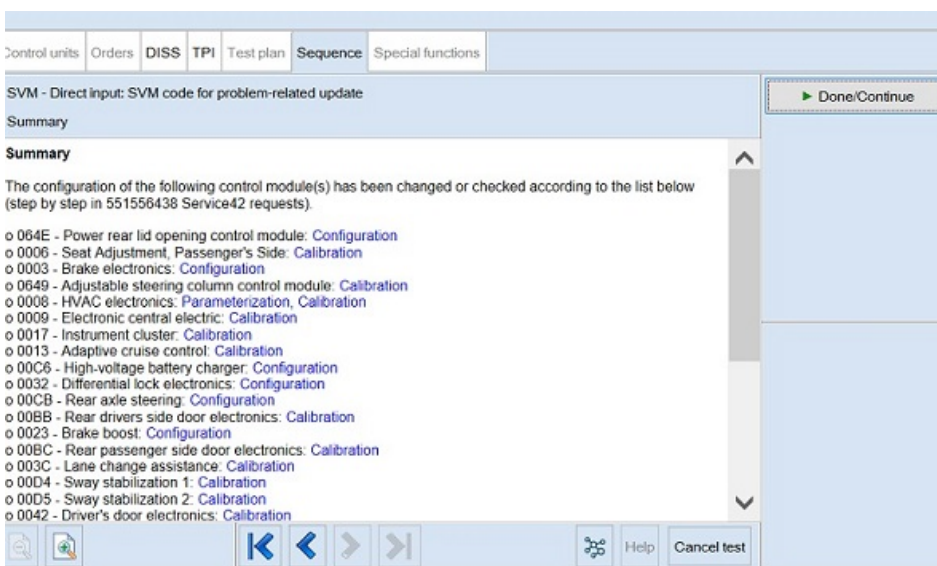 Control units Orders DISS TPI Test plan Sequence Special functions
SVM - Direct input: SVM code for problem-related update
Summary
Done/Continue
Summary
The configuration of the following control module(s) has been changed or checked according to the list below
(step by step in 551556438 Service42 requests).
o 064E - Power rear lid opening control module: Configuration
o 0006 - Seat Adjustment, Passenger's Side: Calibration
o 0003 - Brake electronics: Configuration
o 0649 - Adjustable steering column control module: Calibration
o 0008 - HVAC electronics: Parameterization, Calibration
o 0009 - Electronic central electric: Calibration
o 0017 - Instrument cluster: Calibration
o 0013 - Adaptive cruise control: Calibration
o 00C6 - High-voltage battery charger: Configuration
o 0032 - Differential lock electronics: Configuration
o 00CB - Rear axle steering: Configuration
o 00BB - Rear drivers side door electronics: Calibration
o 0023 - Brake boost: Configuration
o 00BC - Rear passenger side door electronics: Calibration
o 003C - Lane change assistance: Calibration
o 00D4 - Sway stabilization 1: Calibration
o 00D5 - Sway stabilization 2: Calibration
o 0042 - Driver's door electronics: Calibration
Help Cancel test